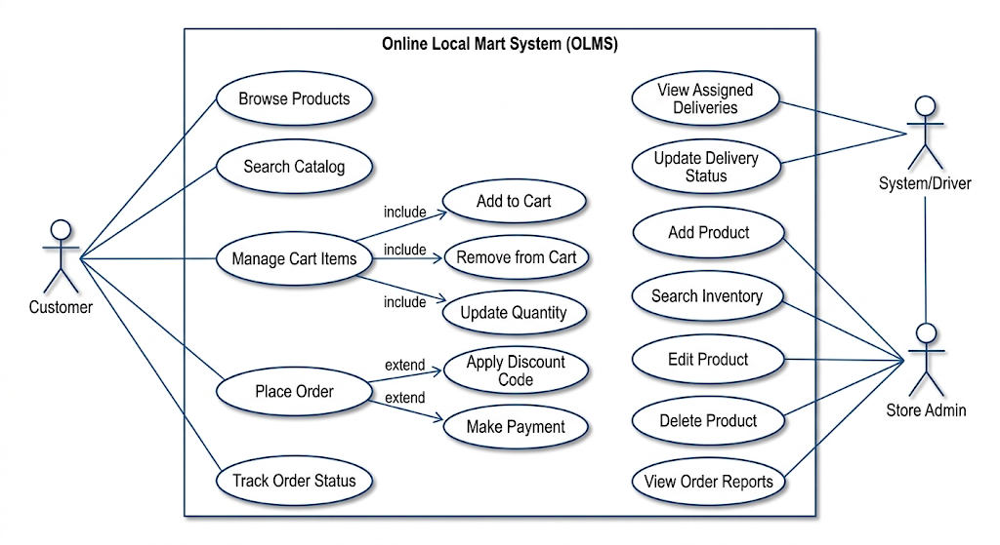 Online Local Mart System (OLMS)
Browse Products
Search Catalog
Manage Cart Items
Place Order
Track Order Status
include
include
include
extend
extend
Add to Cart
Remove from Cart
Update Quantity
Apply Discount
Code
Make Payment
View Assigned
Deliveries
Update Delivery
Status
Add Product
Search Inventory
Edit Product
Delete Product
View Order Reports
Customer
System/Driver
Store Admin